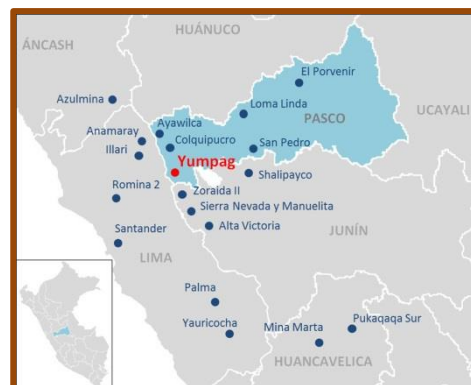 HUÁNUCO
ÁNCASH
El Porvenir
Azulmina
Loma Linda
PASCO
UCAYALI
Ayawilca
Anamaray
Colquipucro
San Pedro
Illari
Yumpag
Shalipayco
Romina 2
Zoraida II
Sierra Nevada y Manuelita
Alta Victoria
JUNÍN
Santander
LIMA
Palma
Yauricocha
Mina Marta
Pukaqaqa Sur
HUANCAVELICA